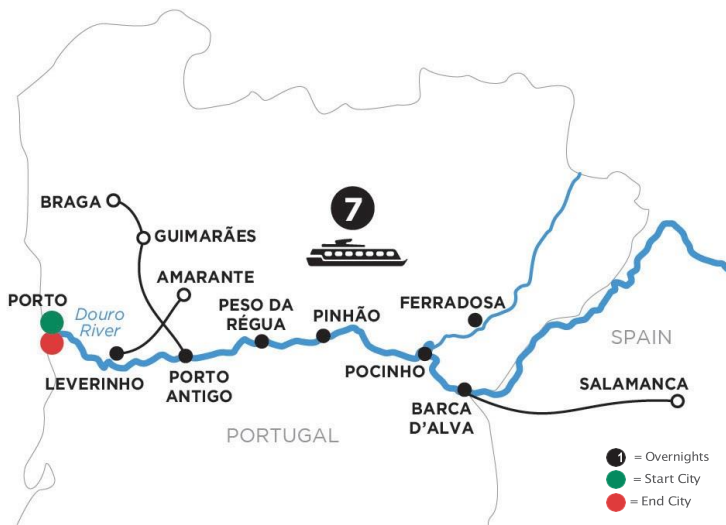 7
BRAGA
GUIMARÃES
AMARANTE
PORTO
Douro
River
PESO DA
RÉGUA
PINHÃO
FERRADOSA
SPAIN
LEVERINHO
PORTO
ANTIGO
POCINHO
SALAMANCA
BARCA
D'ALVA
PORTUGAL
1 = Overnights
= Start City
= End City